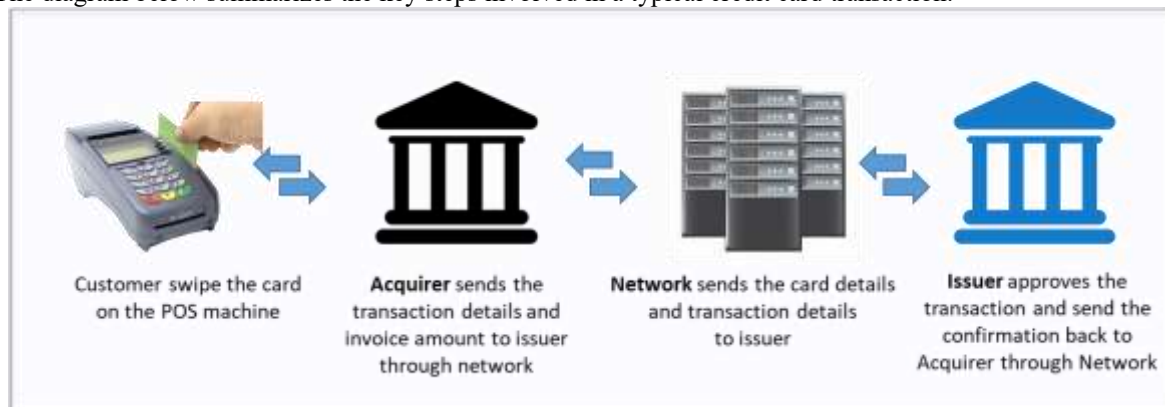 The diagram below summarizes the key steps involved in a typical credit card transaction.
Customer swipe the card
on the POS machine
Acquirer sends the
transaction details and
invoice amount to issuer
through network
Network sends the card details
and transaction details
to issuer
Issuer approves the
transaction and send the
confirmation back to
Acquirer through Network